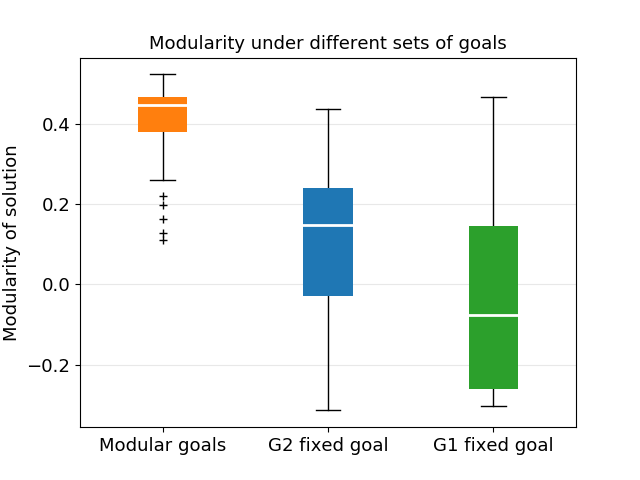 Modularity under different sets of goals
Modularity of solution
0.4
0.2
0.0
−0.2
Modular goals
G2 fixed goal
G1 fixed goal